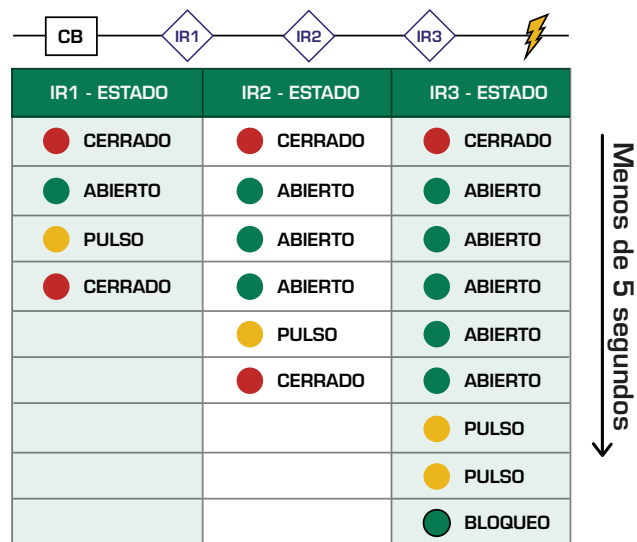 CB IR1 IR2 IR3
IR1 - ESTADO IR2 - ESTADO IR3 - ESTADO
CERRADO CERRADO CERRADO
ABIERTO ABIERTO ABIERTO
PULSO ABIERTO ABIERTO
CERRADO ABIERTO ABIERTO
PULSO ABIERTO
CERRADO ABIERTO
PULSO
PULSO
BLOQUEO
Menos de 5 segundos